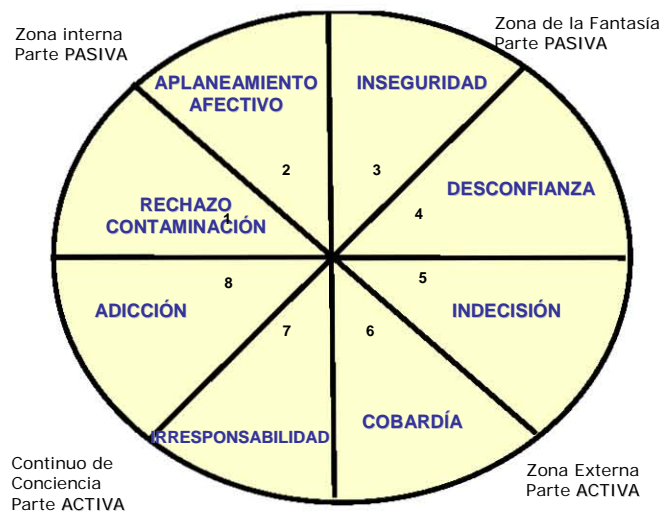 Zona interna
Parte PASIVA
Zona de la Fantasía
Parte PASIVA
APLANEAMIENTO
AFECTIVO
INSEGURIDAD
2
3
RECHAZO
CONTAMINACIÓN
1
DESCONFIANZA
4
ADICCIÓN
8
5
INDECISIÓN
7
6
IRRESPONSABILIDAD
COBARDÍA
Continuo de
Conciencia
Parte ACTIVA
Zona Externa
Parte ACTIVA